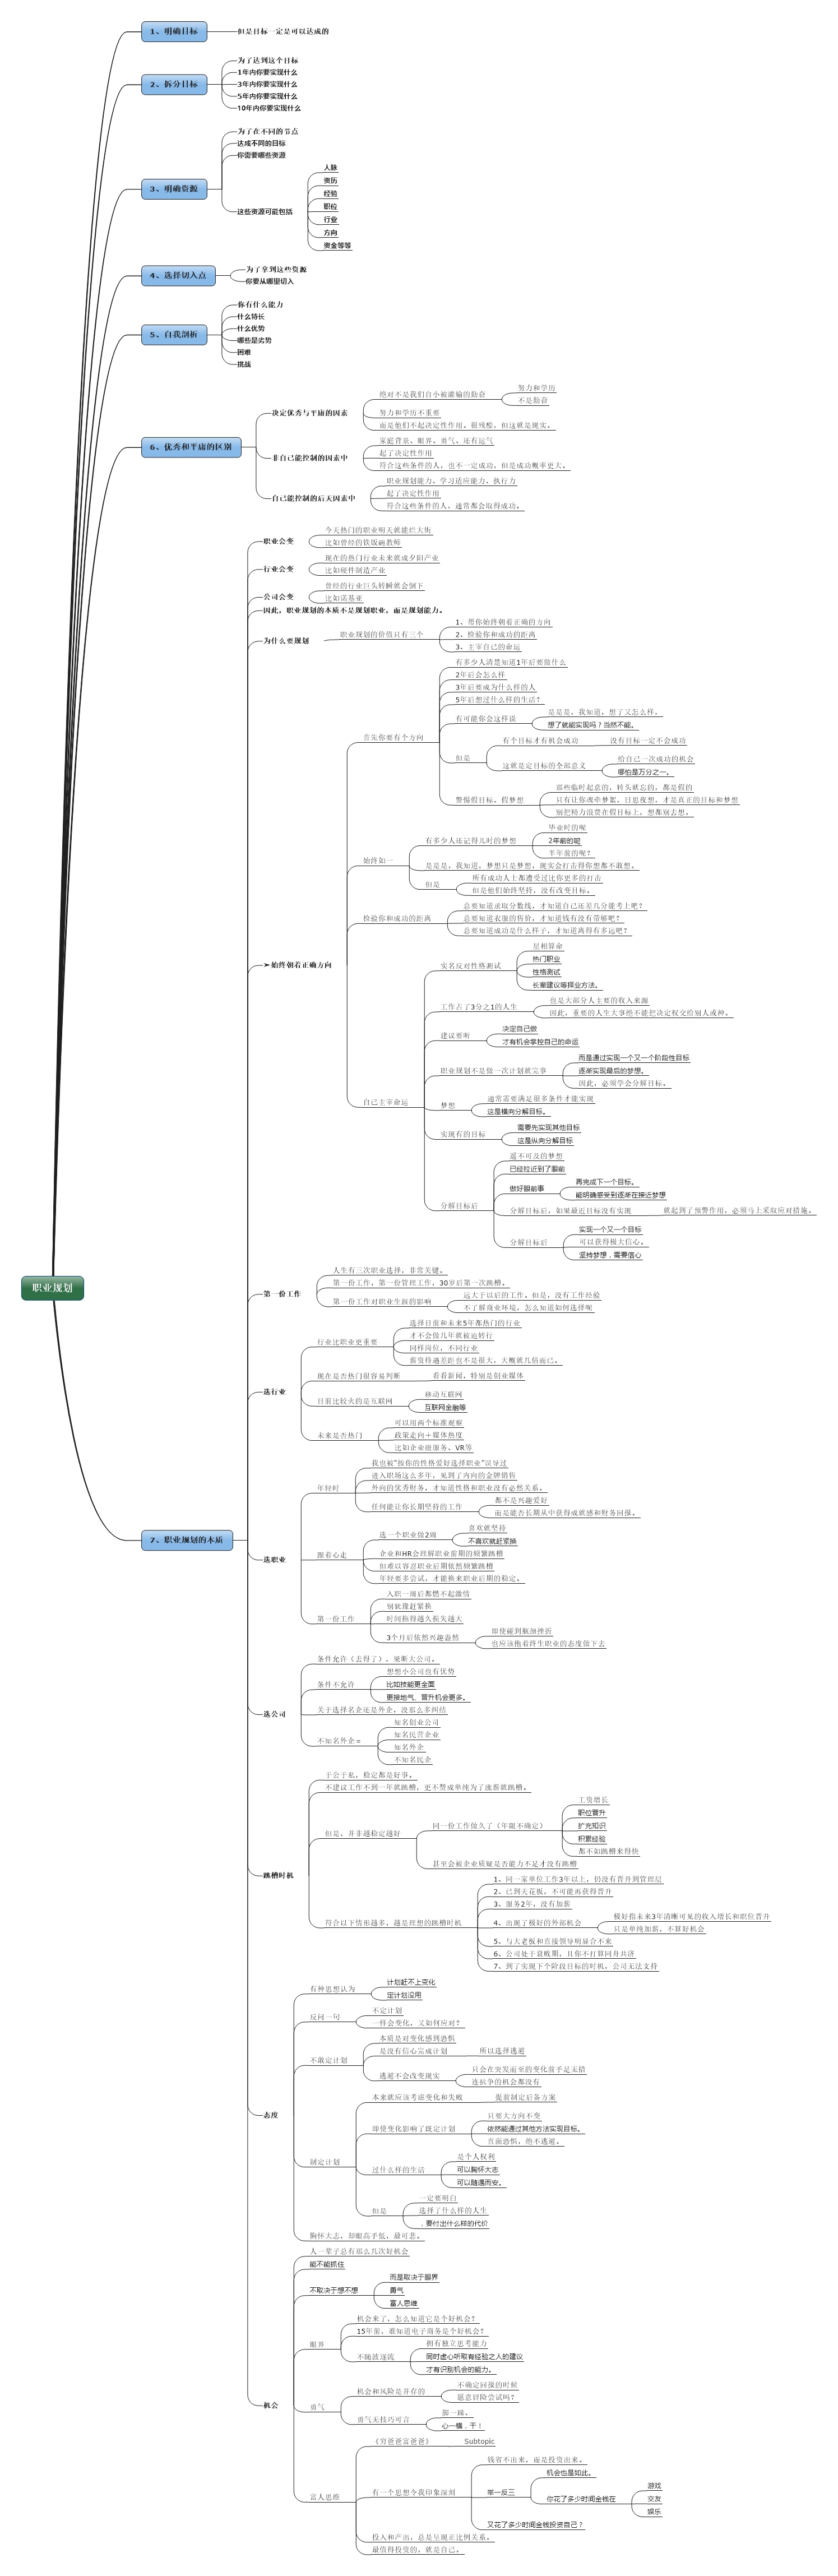 职业规划
1、明确目标
但是目标一定是可以达成的
2、拆分目标
为了达到这个目标
1年内你要实现什么
3年内你要实现什么
5年内你要实现什么
10年内你要实现什么
3、明确资源
为了在不同的节点
达成不同的目标
你需要哪些资源
这些资源可能包括
人脉
资历
经验
职位
行业
方向
资金等等
4、选择切入点
为了拿到这些资源
你要从哪里切入
5、自我剖析
你有什么能力
什么特长
什么优势
哪些是劣势
困难
挑战
6、优秀和平庸的区别
决定优秀与平庸的因素
绝对不是我们自小被灌输的勤奋
努力和学历
不是勤奋
努力和学历不重要
而是他们不起决定性作用。很残酷，但这就是现实。
非自己能控制的因素中
家庭背景、眼界、勇气、还有运气
起了决定性作用
符合这些条件的人，也不一定成功，但是成功概率更大。
自己能控制的后天因素中
职业规划能力、学习适应能力、执行力
起了决定性作用
符合这些条件的人，通常都会取得成功。
7、职业规划的本质
职业会变
今天热门的职业明天就能烂大街
比如曾经的铁饭碗教师
行业会变
现在的热门行业未来就成夕阳产业
比如硬件制造产业
公司会变
曾经的行业巨头转瞬就会倒下
比如诺基亚
因此，职业规划的本质不是规划职业，而是规划能力。
为什么要规划
职业规划的价值只有三个
1、帮你始终朝着正确的方向
2、检验你和成功的距离
3、主宰自己的命运
➤始终朝着正确方向
首先你要有个方向
有多少人清楚知道1年后要做什么
2年后会怎么样
3年后要成为什么样的人
5年后想过什么样的生活？
有可能你会这样说
是是是，我知道，想了又怎么样。
想了就能实现吗？当然不能。
但是
有个目标才有机会成功
没有目标一定不会成功
这就是定目标的全部意义
给自己一次成功的机会
哪怕是万分之一。
警惕假目标、假梦想
那些临时起意的，转头就忘的，都是假的
只有让你魂牵梦萦，日思夜想，才是真正的目标和梦想
别把精力浪费在假目标上，想都别去想。
始终如一
有多少人还记得儿时的梦想
毕业时的呢
2年前的呢
半年前的呢？
是是是，我知道，梦想只是梦想，现实会打击得你想都不敢想。
但是
所有成功人士都遭受过比你更多的打击
但是他们始终坚持，没有改变目标。
检验你和成功的距离
总要知道录取分数线，才知道自己还差几分能考上吧？
总要知道衣服的售价，才知道钱有没有带够吧？
总要知道成功是什么样子，才知道离得有多远吧？
自己主宰命运
实名反对性格测试
星相算命
热门职业
性格测试
长辈建议等择业方法。
工作占了3分之1的人生
也是大部分人主要的收入来源
因此，重要的人生大事绝不能把决定权交给别人或神。
建议要听
决定自己做
才有机会掌控自己的命运
职业规划不是做一次计划就完事
而是通过实现一个又一个阶段性目标
逐渐实现最后的梦想。
因此，必须学会分解目标。
梦想
通常需要满足很多条件才能实现
这是横向分解目标。
实现有的目标
需要先实现其他目标
这是纵向分解目标
分解目标后
遥不可及的梦想
已经拉近到了眼前
做好眼前事
再完成下一个目标。
能明确感受到逐渐在接近梦想
分解目标后，如果最近目标没有实现
就起到了预警作用，必须马上采取应对措施。
分解目标后
实现一个又一个目标
可以获得极大信心。
坚持梦想，需要信心
第一份工作
人生有三次职业选择，非常关键。
第一份工作，第一份管理工作，30岁后第一次跳槽。
第一份工作对职业生涯的影响
远大于以后的工作。但是，没有工作经验
不了解商业环境，怎么知道如何选择呢
选行业
行业比职业更重要
选择目前和未来5年都热门的行业
才不会做几年就被迫转行
同样岗位，不同行业
薪资待遇差距也不是很大，大概就几倍而已。
现在是否热门很容易判断
看看新闻，特别是创业媒体
目前比较火的是互联网
移动互联网
互联网金融等
未来是否热门
可以用两个标准观察
政策走向＋媒体热度
比如企业级服务、VR等
选职业
年轻时
我也被“按你的性格爱好选择职业”误导过
进入职场这么多年，见到了内向的金牌销售
外向的优秀财务，才知道性格和职业没有必然关系。
任何能让你长期坚持的工作
都不是兴趣爱好
而是能否长期从中获得成就感和财务回报。
跟着心走
选一个职业做2周
喜欢就坚持
不喜欢就赶紧换
企业和HR会理解职业前期的频繁跳槽
但难以容忍职业后期依然频繁跳槽
年轻要多尝试，才能换来职业后期的稳定。
第一份工作
入职一周后都燃不起激情
别犹豫赶紧换
时间拖得越久损失越大
3个月后依然兴趣盎然
即使碰到瓶颈挫折
也应该抱着终生职业的态度做下去
选公司
条件允许（去得了），果断大公司。
条件不允许
想想小公司也有优势
比如技能更全面
更接地气、晋升机会更多。
关于选择名企还是外企，没那么多纠结
不知名外企＝
知名创业公司
知名民营企业
知名外企
不知名民企
跳槽时机
于公于私，稳定都是好事。
不建议工作不到一年就跳槽，更不赞成单纯为了涨薪就跳槽。
但是，并非越稳定越好
同一份工作做久了（年限不确定）
工资增长
职位晋升
扩充知识
积累经验
都不如跳槽来得快
甚至会被企业质疑是否能力不足才没有跳槽
符合以下情形越多，越是理想的跳槽时机
1、同一家单位工作3年以上，仍没有晋升到管理层
2、已到天花板，不可能再获得晋升
3、服务2年，没有加薪
4、出现了极好的外部机会
极好指未来3年清晰可见的收入增长和职位晋升
只是单纯加薪，不算好机会
5、与大老板和直接领导明显合不来
6、公司处于衰败期，且你不打算同舟共济
7、到了实现下个阶段目标的时机，公司无法支持
态度
有种思想认为
计划赶不上变化
定计划没用
反问一句
不定计划
一样会变化，又如何应对？
不敢定计划
本质是对变化感到恐惧
是没有信心完成计划
所以选择逃避
逃避不会改变现实
只会在突发而至的变化前手足无措
连抗争的机会都没有
制定计划
本来就应该考虑变化和失败
提前制定后备方案
即使变化影响了既定计划
只要大方向不变
依然能通过其他方法实现目标。
直面恐惧，绝不逃避。
过什么样的生活
是个人权利
可以胸怀大志
可以随遇而安。
但是
一定要明白
选择了什么样的人生
，要付出什么样的代价
胸怀大志，却眼高手低，最可悲。
机会
人一辈子总有那么几次好机会
能不能抓住
不取决于想不想
而是取决于眼界
勇气
富人思维
眼界
机会来了，怎么知道它是个好机会？
15年前，谁知道电子商务是个好机会？
不随波逐流
拥有独立思考能力
同时虚心听取有经验之人的建议
才有识别机会的能力。
勇气
机会和风险是并存的
不确定回报的时候
愿意冒险尝试吗？
勇气无技巧可言
脚一跺、
心一横，干！
富人思维
《穷爸爸富爸爸》
Subtopic
有一个思想令我印象深刻
钱省不出来，而是投资出来。
举一反三
机会也是如此。
你花了多少时间金钱在
游戏
交友
娱乐
又花了多少时间金钱投资自己？
投入和产出，总是呈现正比例关系。
最值得投资的，就是自己。